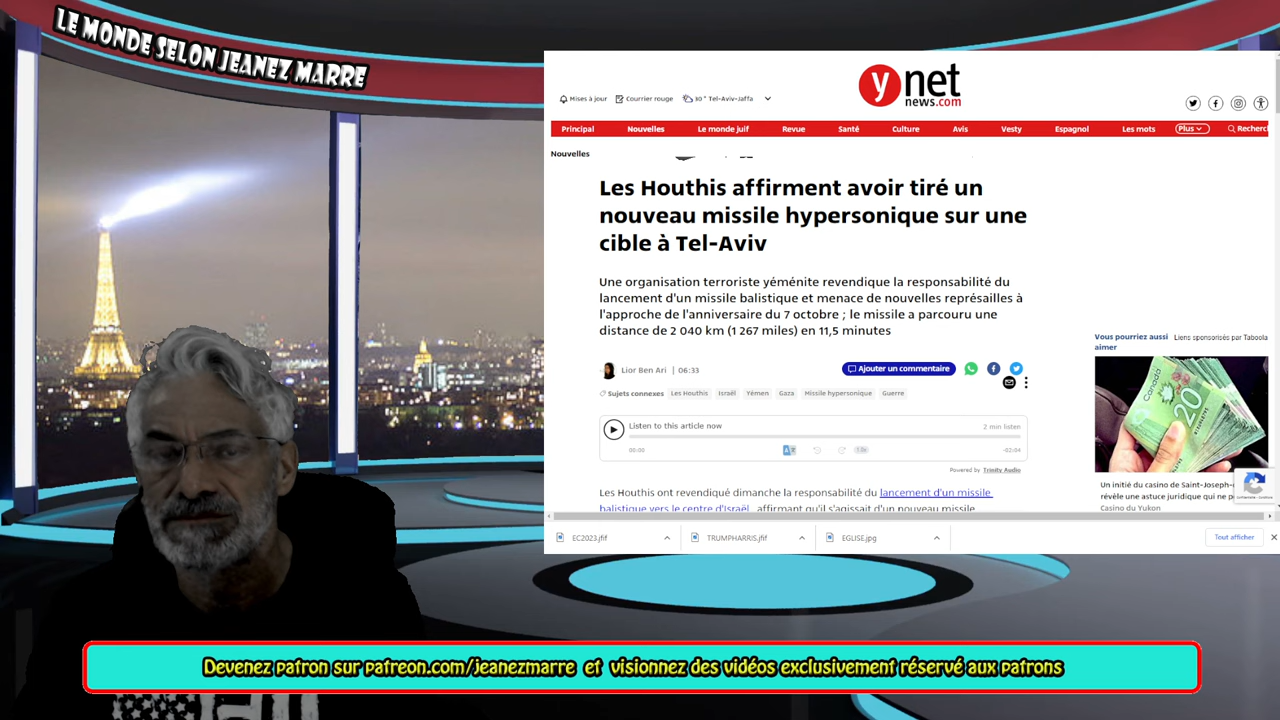 LE MONDE SELON JEANEZ MARRE
ynet
news.com
Mises à jour
Courrier rouge
30° Tel-Aviv-Jaffa
Principal
Nouvelles
Le monde juif
Revue
Santé
Culture
Avis
Vesty
Espagnol
Les mots
Plus
Recherc
Nouvelles
Les Houthis affirment avoir tiré un
nouveau missile hypersonique sur une
cible à Tel-Aviv
Une organisation terroriste yéménite revendique la responsabilité du
lancement d'un missile balistique et menace de nouvelles représailles à
l'approche de l'anniversaire du 7 octobre ; le missile a parcouru une
distance de 2 040 km (1 267 miles) en 11,5 minutes
Lior Ben Ari | 06:33
Ajouter un commentaire
Sujets connexes
Les Houthis
Israël
Yémen
Gaza
Missile hypersonique
Guerre
Listen to this article now
2 min listen
00:00
1.0x
-02:04
Powered by Trinity Audio
Les Houthis ont revendiqué dimanche la responsabilité du lancement d'un missile
balistique vers le centre d'Israël , affirmant qu'il s'agissait d'un nouveau missile
Vous pourriez aussi
aimer
Liens sponsorisés par Taboola
CANADA
20
Un initié du casino de Saint-Joseph-
révèle une astuce juridique qui ne p
Casino du Yukon
EC2023.jfif
TRUMPHARRIS.jfif
EGLISE.jpg
Tout afficher
Devenez patron sur patreon.com/jeanezmarre et visionnez des vidéos exclusivement réservé aux patrons